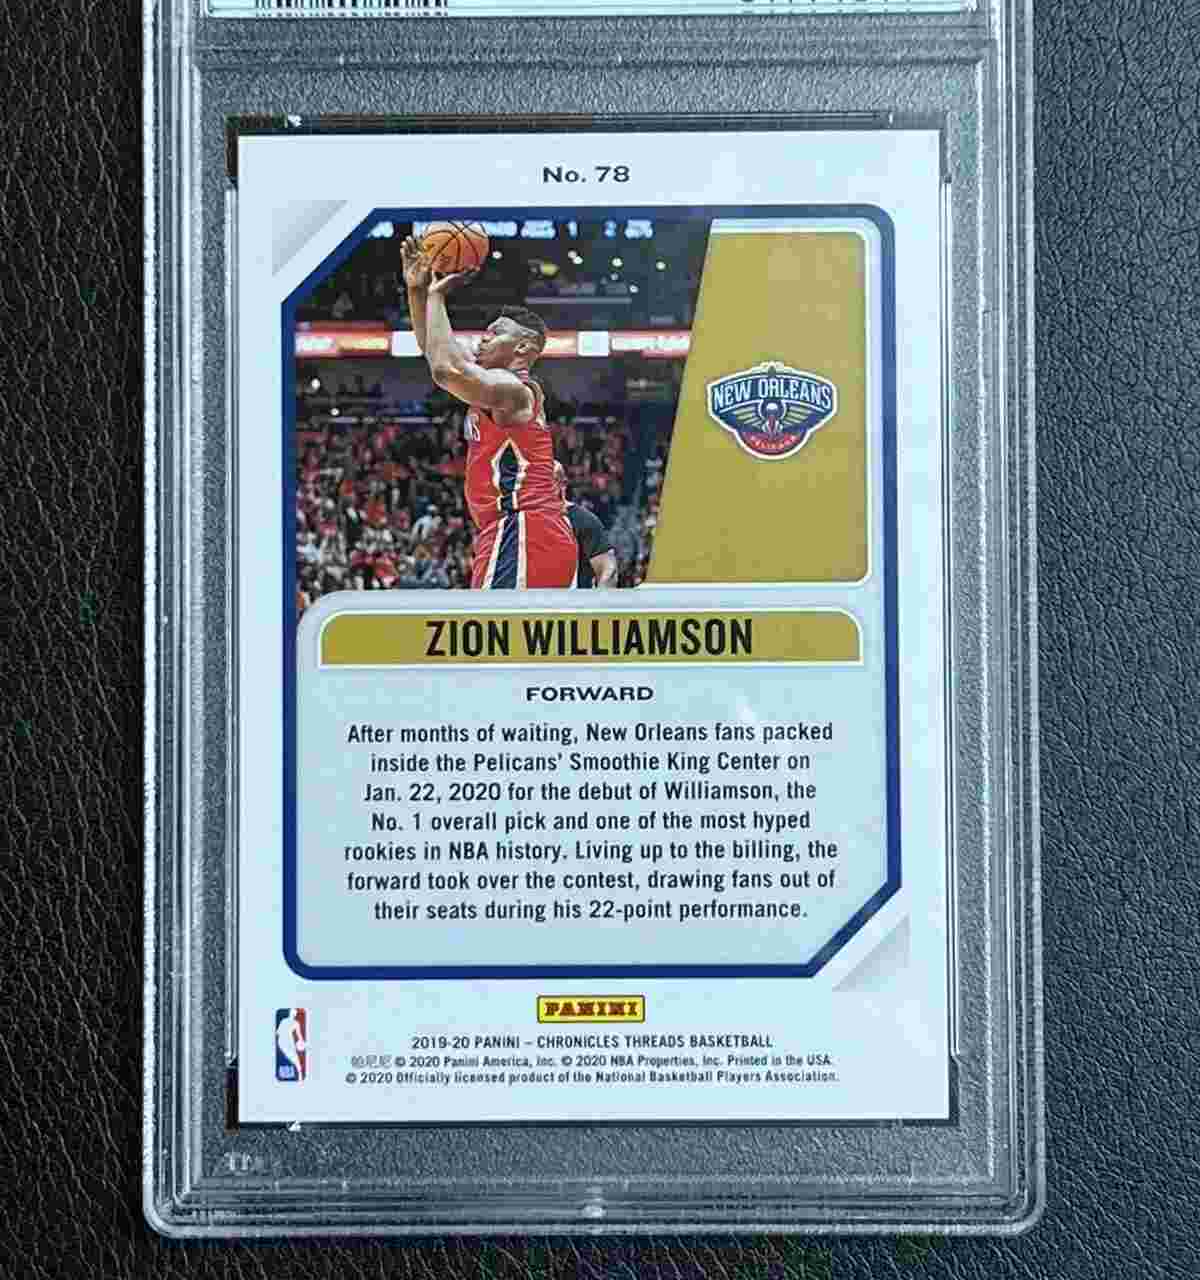 No. 78
NEW ORLEANS
PELICANS
ZION WILLIAMSON
FORWARD
After months of waiting, New Orleans fans packed
inside the Pelicans' Smoothie King Center on
Jan. 22, 2020 for the debut of Williamson, the
No. 1 overall pick and one of the most hyped
rookies in NBA history. Living up to the billing, the
forward took over the contest, drawing fans out of
their seats during his 22-point performance.
PANINI
NBA
2019-20 PANINI – CHRONICLES THREADS BASKETBALL
© 2020 Panini America, Inc. © 2020 NBA Properties, Inc. Printed in the USA.
© 2020 Officially licensed product of the National Basketball Players Association.